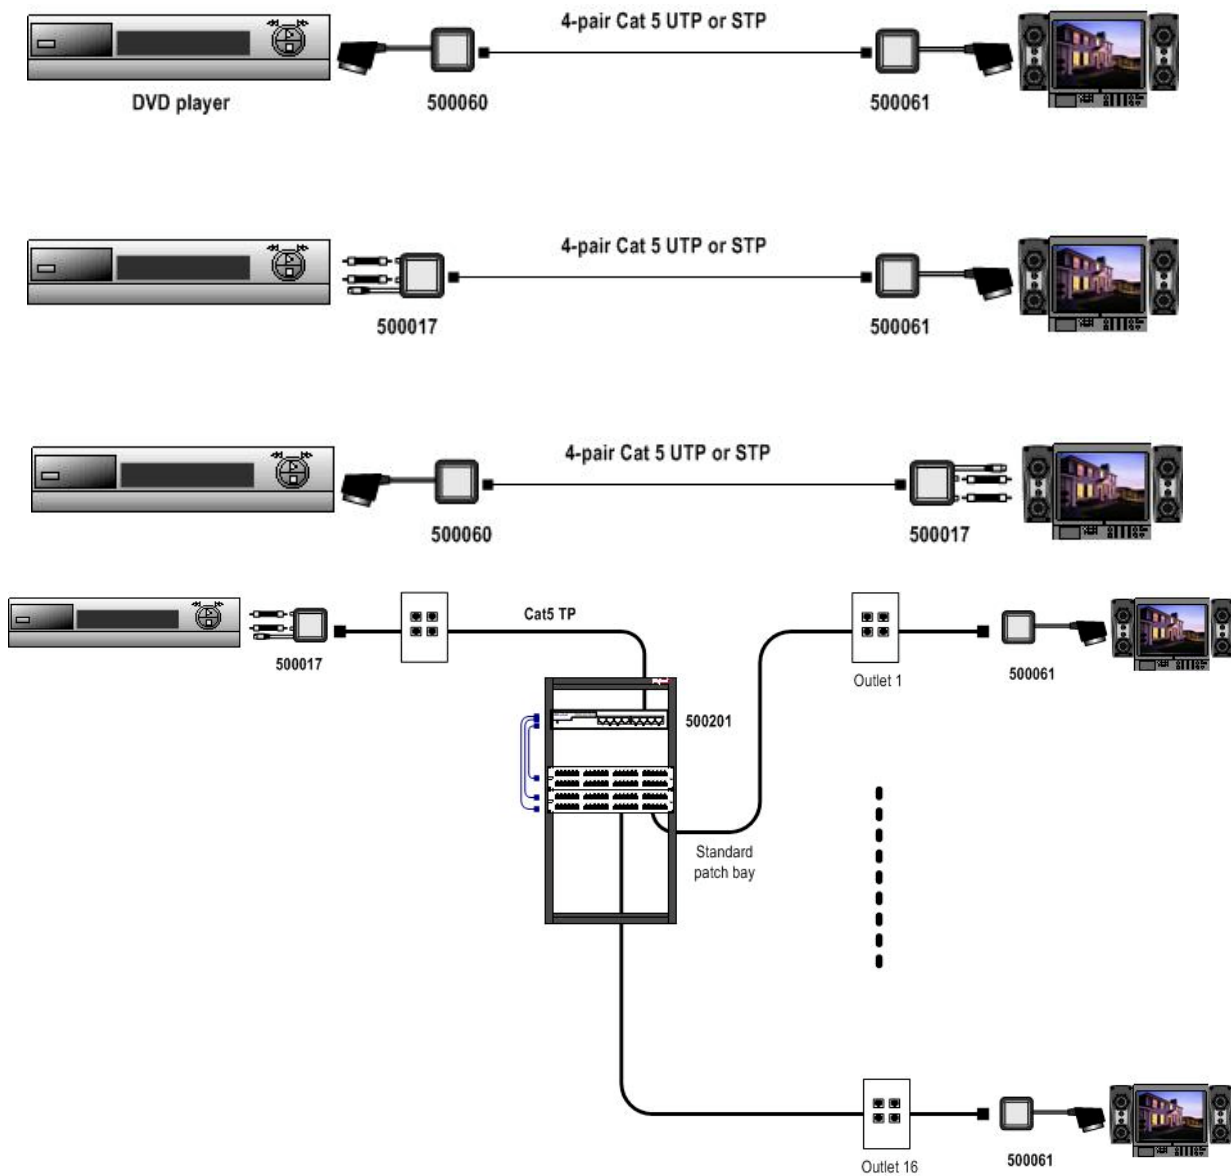 4-pair Cat 5 UTP or STP
DVD player
500060
500061
4-pair Cat 5 UTP or STP
500017
500061
4-pair Cat 5 UTP or STP
500060
500017
Cat5 TP
500017
Outlet 1
500061
500201
Standard
patch bay
Outlet 16
500061